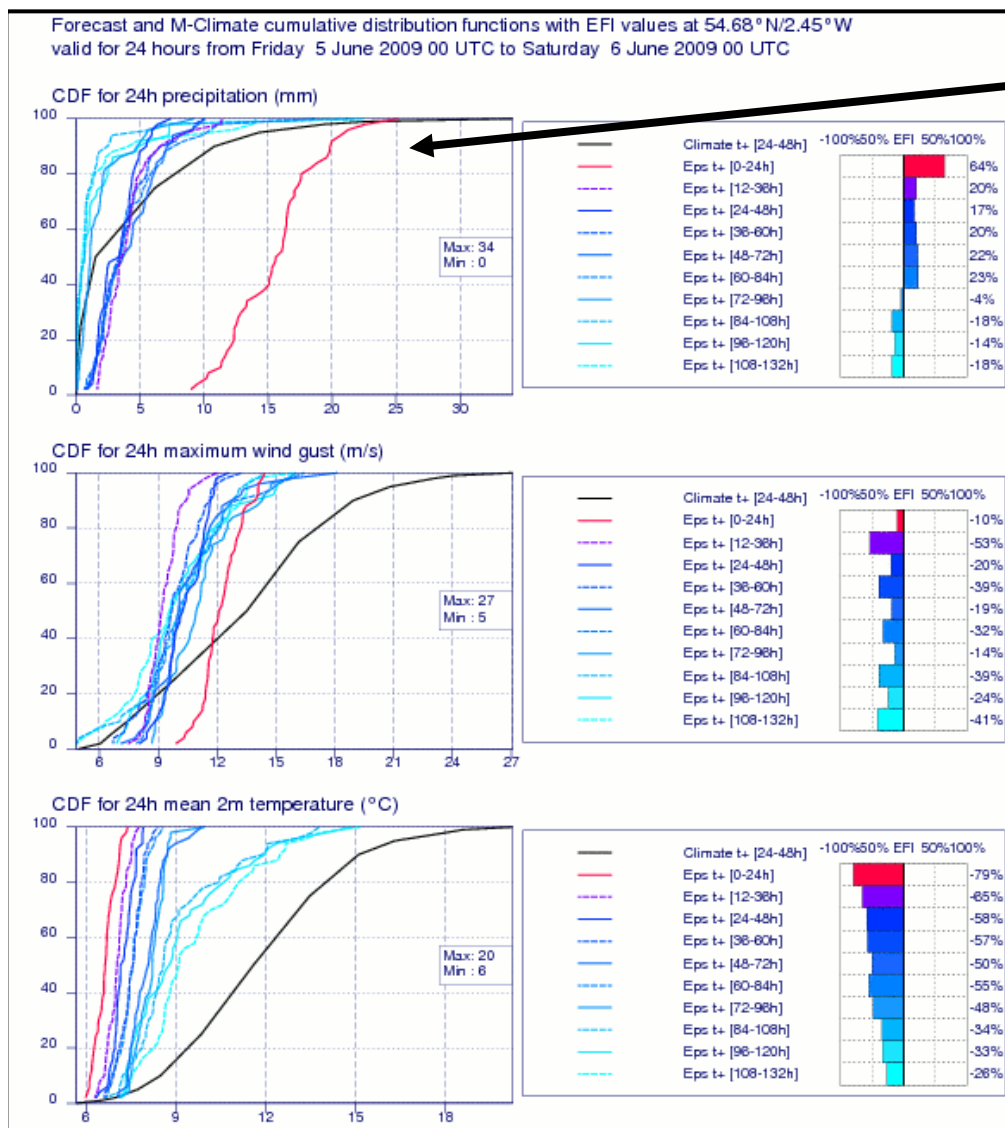 Forecast and M-Climate cumulative distribution functions with EFI values at 54.68°N/2.45°W
valid for 24 hours from Friday 5 June 2009 00 UTC to Saturday 6 June 2009 00 UTC
CDF for 24h precipitation (mm)
100
80
60
40
20
0
0 5 10 15 20 25 30
Max: 34
Min : 0
-100%50% EFI 50%100%
Climate t+ [24-48h]
Eps t+ [0-24h] 64%
Eps t+ [12-36h] 20%
Eps t+ [24-48h] 17%
Eps t+ [36-60h] 20%
Eps t+ [48-72h] 22%
Eps t+ [60-84h] 23%
Eps t+ [72-96h] -4%
Eps t+ [84-108h] -18%
Eps t+ [96-120h] -14%
Eps t+ [108-132h] -18%
CDF for 24h maximum wind gust (m/s)
100
80
60
40
20
0
6 9 12 15 18 21 24 27
Max: 27
Min : 5
-100%50% EFI 50%100%
Climate t+ [24-48h]
Eps t+ [0-24h] -10%
Eps t+ [12-36h] -53%
Eps t+ [24-48h] -20%
Eps t+ [36-60h] -39%
Eps t+ [48-72h] -19%
Eps t+ [60-84h] -32%
Eps t+ [72-96h] -14%
Eps t+ [84-108h] -39%
Eps t+ [96-120h] -24%
Eps t+ [108-132h] -41%
CDF for 24h mean 2m temperature (°C)
100
80
60
40
20
0
6 9 12 15 18
Max: 20
Min : 6
-100%50% EFI 50%100%
Climate t+ [24-48h]
Eps t+ [0-24h] -79%
Eps t+ [12-36h] -65%
Eps t+ [24-48h] -58%
Eps t+ [36-60h] -57%
Eps t+ [48-72h] -50%
Eps t+ [60-84h] -55%
Eps t+ [72-96h] -48%
Eps t+ [84-108h] -34%
Eps t+ [96-120h] -33%
Eps t+ [108-132h] -26%